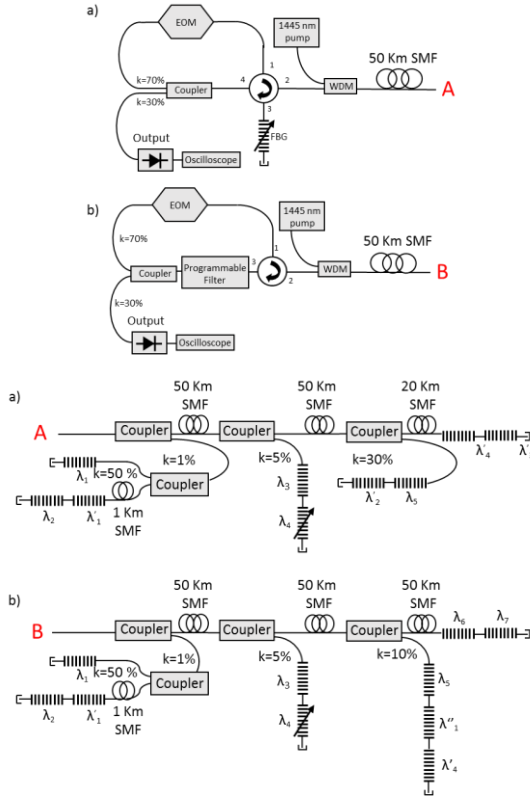 a)
EOM
1445 nm
pump
50 Km SMF
k=70%
k=30%
Coupler
4
1
2
3
WDM
A
FBG
Output
Oscilloscope
b)
EOM
1445 nm
pump
50 Km SMF
k=70%
Coupler
Programmable
Filter
3
1
2
WDM
B
k=30%
Output
Oscilloscope
a)
50 Km
SMF
50 Km
SMF
20 Km
SMF
A
Coupler
Coupler
Coupler
λ'₄
k=1%
k=5%
k=30%
λ₁
k=50 %
Coupler
λ₂
λ'₁
1 Km
SMF
λ₃
λ₄
λ'₂
λ₅
b)
50 Km
SMF
50 Km
SMF
50 Km
SMF
B
Coupler
Coupler
Coupler
λ₆
λ₇
k=1%
k=5%
k=10%
λ₁
k=50 %
Coupler
λ₂
λ'₁
1 Km
SMF
λ₃
λ₄
λ₅
λ''₁
λ'₄